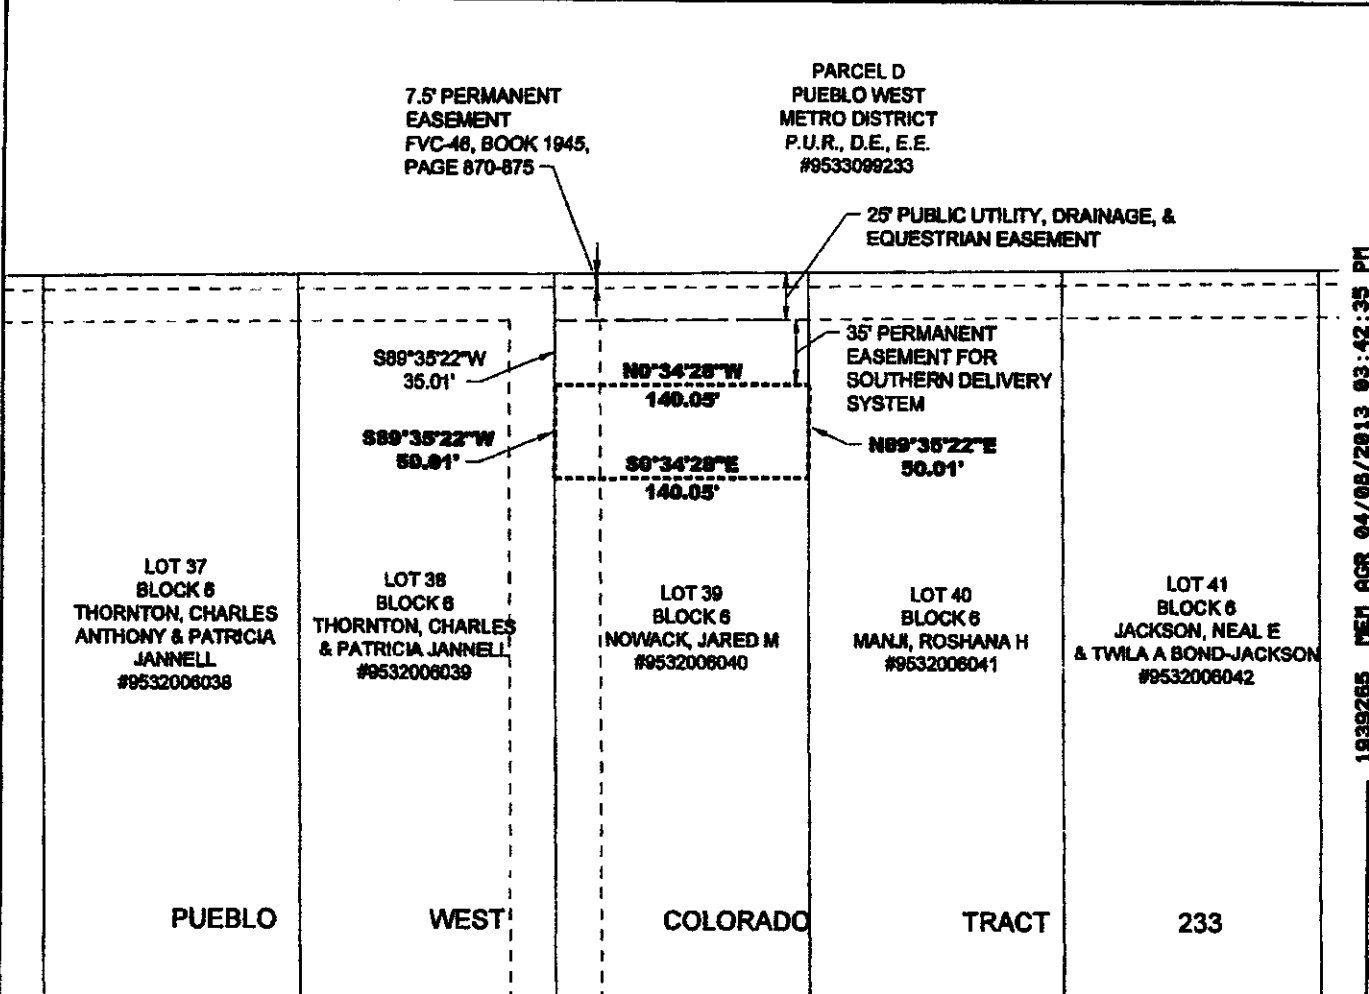 7.5' PERMANENT
EASEMENT
FVC-46, BOOK 1945,
PAGE 870-875
PARCEL D
PUEBLO WEST
METRO DISTRICT
P.U.R., D.E., E.E.
#9533099233
25' PUBLIC UTILITY, DRAINAGE, &
EQUESTRIAN EASEMENT
S89°35'22"W
35.01'
N0°34'28"W
140.05'
35' PERMANENT
EASEMENT FOR
SOUTHERN DELIVERY
SYSTEM
S89°35'22"W
50.01'
S0°34'28"E
140.05'
N89°35'22"E
50.01'
LOT 37
BLOCK 6
THORNTON, CHARLES
ANTHONY & PATRICIA
JANNELL
#9532006038
LOT 38
BLOCK 6
THORNTON, CHARLES
& PATRICIA JANNELL
#9532006039
LOT 39
BLOCK 6
NOWACK, JARED M
#9532006040
LOT 40
BLOCK 6
MANJI, ROSHANA H
#9532006041
LOT 41
BLOCK 6
JACKSON, NEAL E
& TWILA A BOND-JACKSON
#9532006042
PUEBLO WEST COLORADO TRACT 233
1939265 MEM AGR 04/08/2013 03:42:35 PM